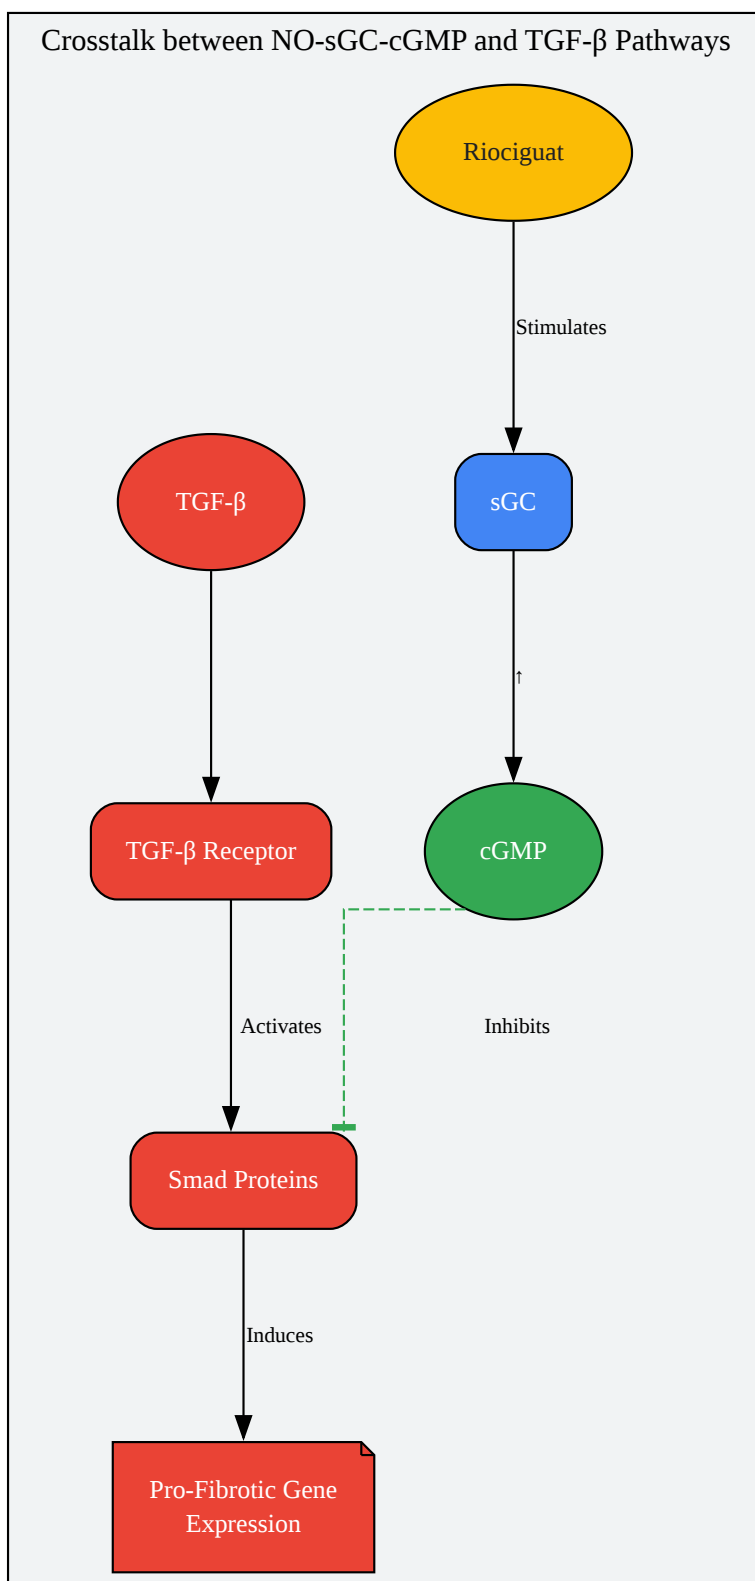 Crosstalk between NO-sGC-cGMP and TGF-β Pathways
Riociguat
Stimulates
TGF-β
sGC
↑
TGF-β Receptor
cGMP
Activates
Inhibits
Smad Proteins
Induces
Pro-Fibrotic Gene
Expression